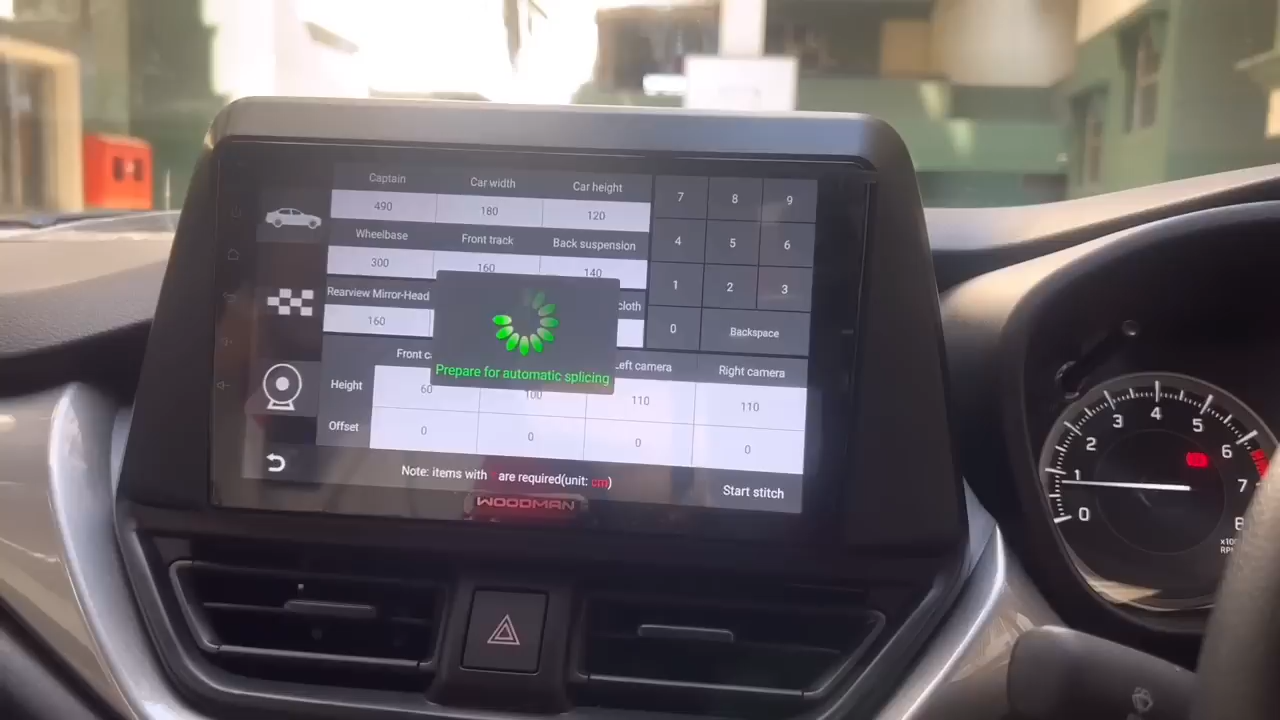 Captain Car width Car height
490 180 120
Wheelbase Front track Back suspension
300 160 140
Rearview Mirror-Head cloth
160
Prepare for automatic splicing
Front c Left camera Right camera
Height 60 100 110 110
Offset 0 0 0 0
Note: items with are required(unit: cm)
Start stitch
7 8 9
4 5 6
1 2 3
0 Backspace
WOODMAN
0 1 2 3 4 5 6 7 8